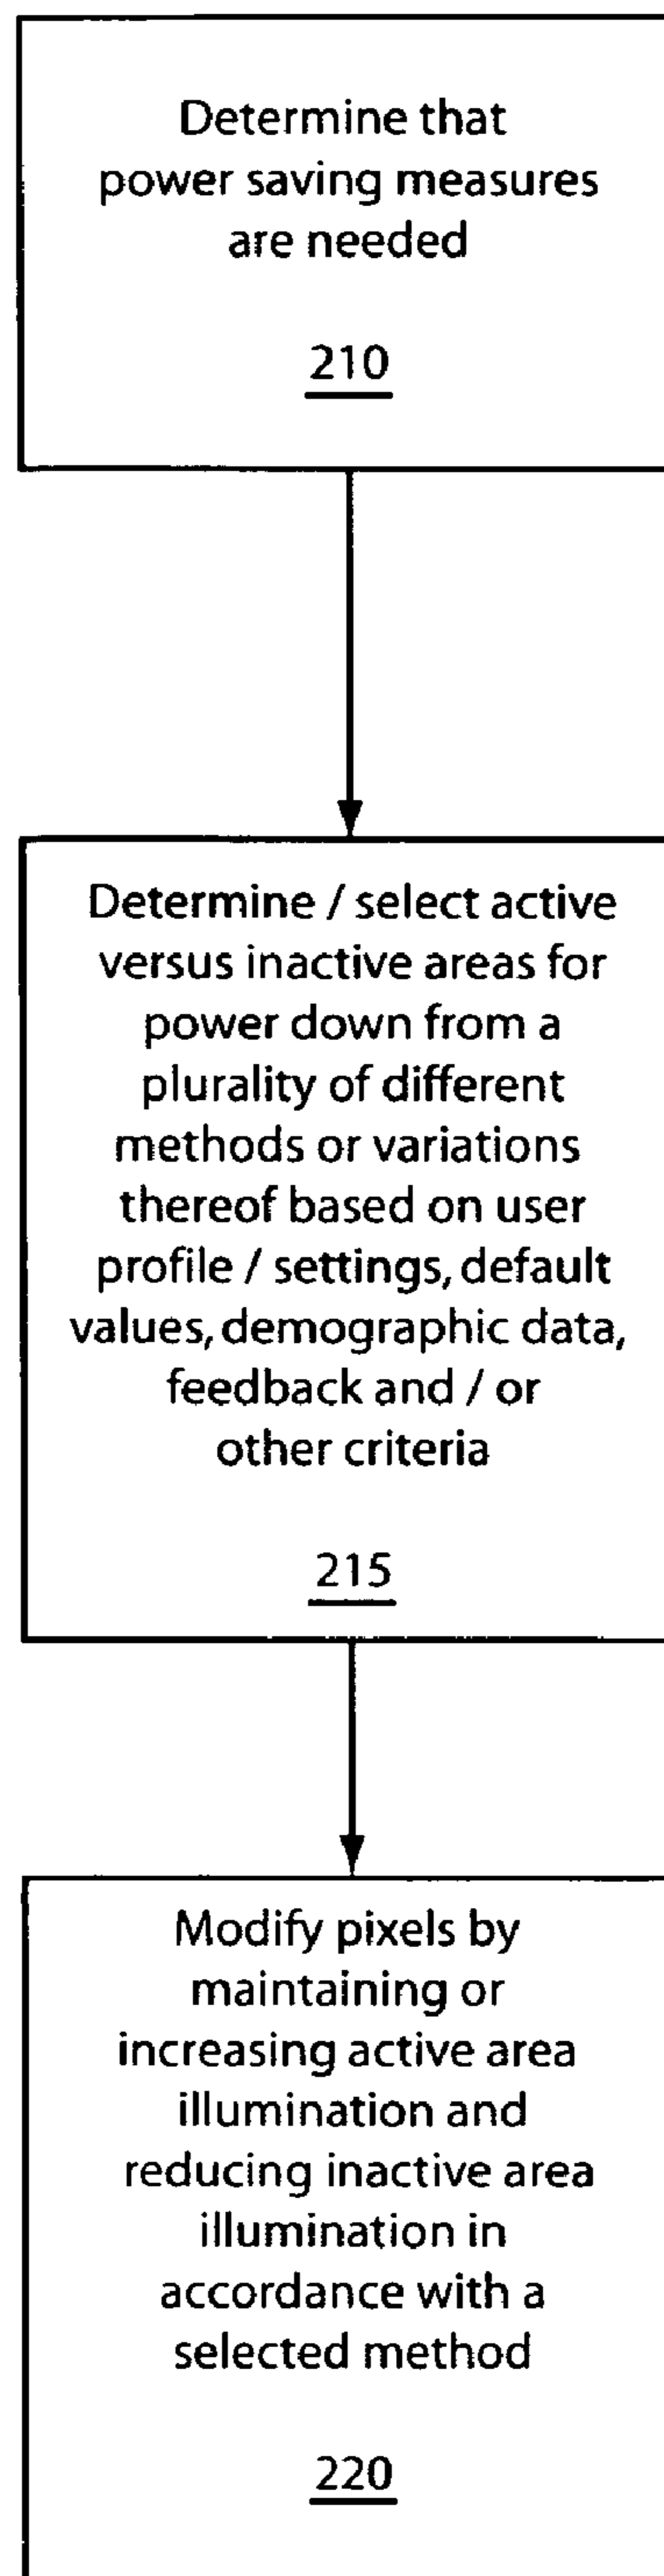 Determine that
power saving measures
are needed
210
Determine / select active
versus inactive areas for
power down from a
plurality of different
methods or variations
thereof based on user
profile / settings, default
values, demographic data,
feedback and / or
other criteria
215
Modify pixels by
maintaining or
increasing active area
illumination and
reducing inactive area
illumination in
accordance with a
selected method
220